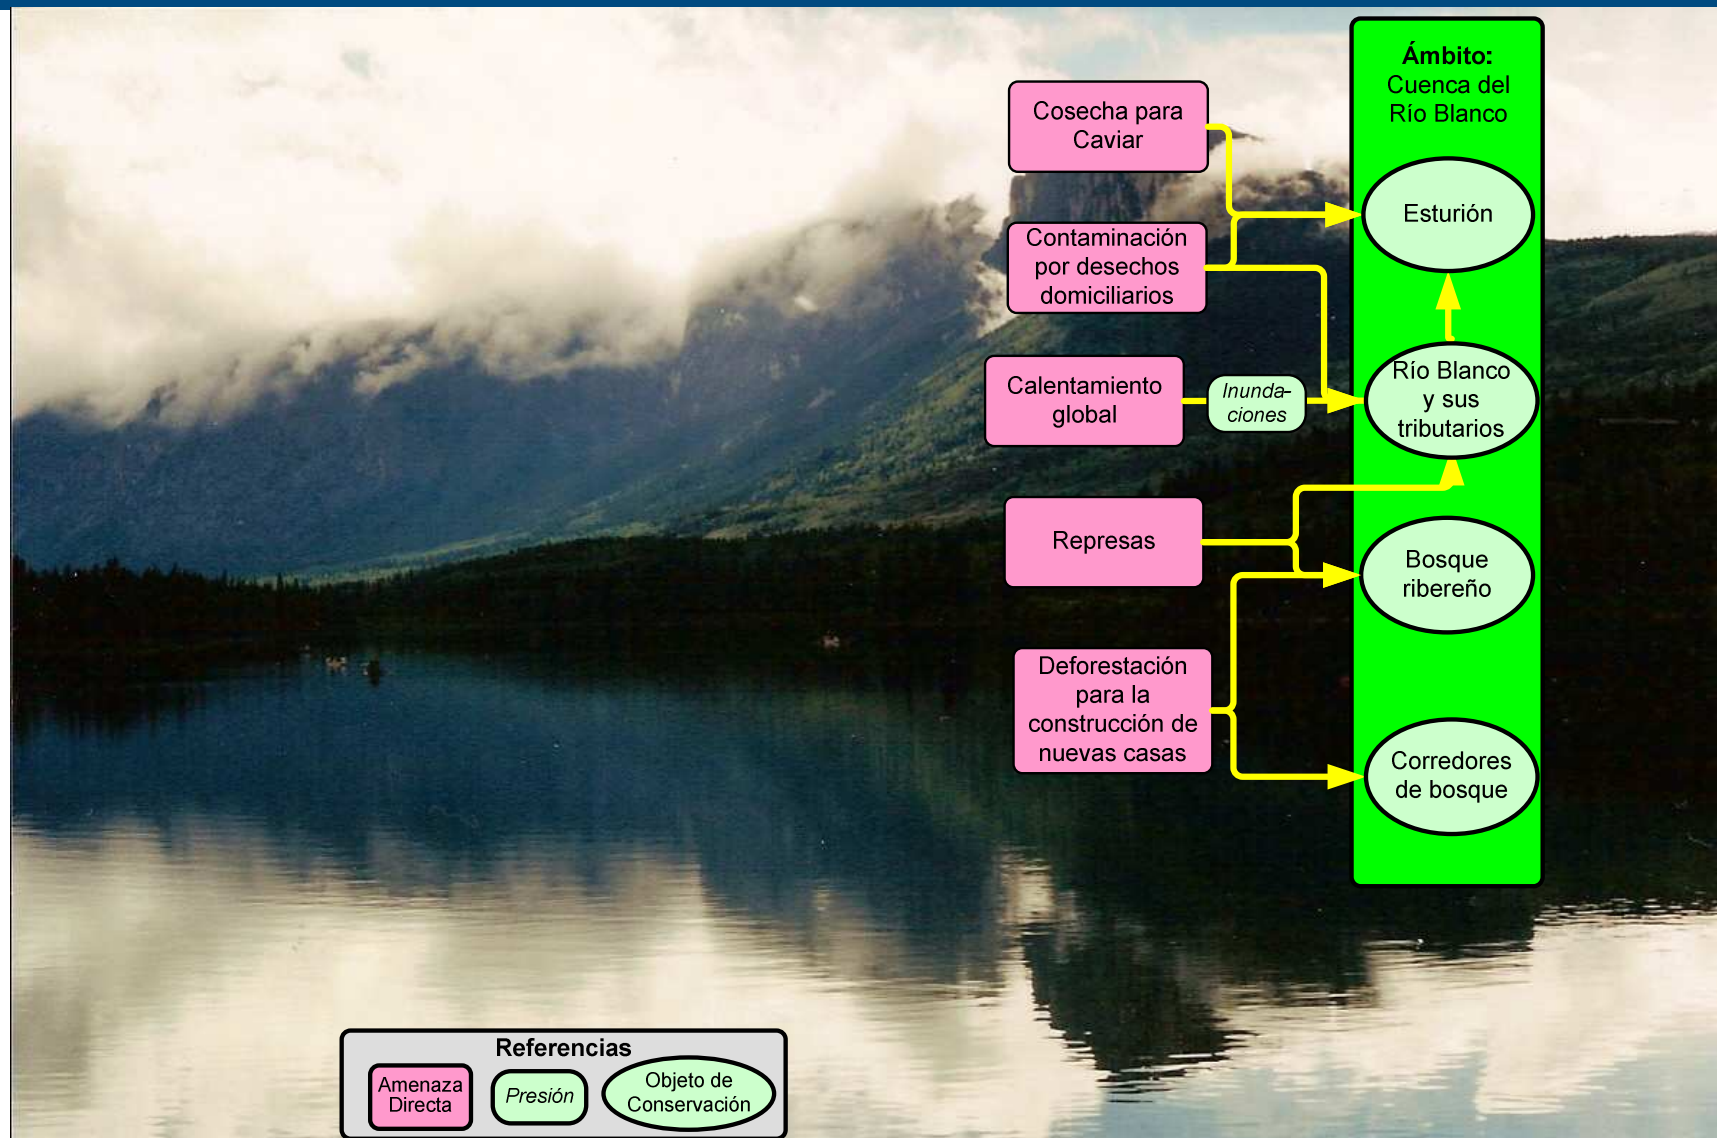 Ámbito:
Cuenca del
Río Blanco
Cosecha para
Caviar
Esturión
Contaminación
por desechos
domiciliarios
Calentamiento
global
Inunda-
ciones
Río Blanco
y sus
tributarios
Represas
Bosque
ribereño
Deforestación
para la
construcción de
nuevas casas
Corredores
de bosque
Referencias
Amenaza
Directa
Presión
Objeto de
Conservación